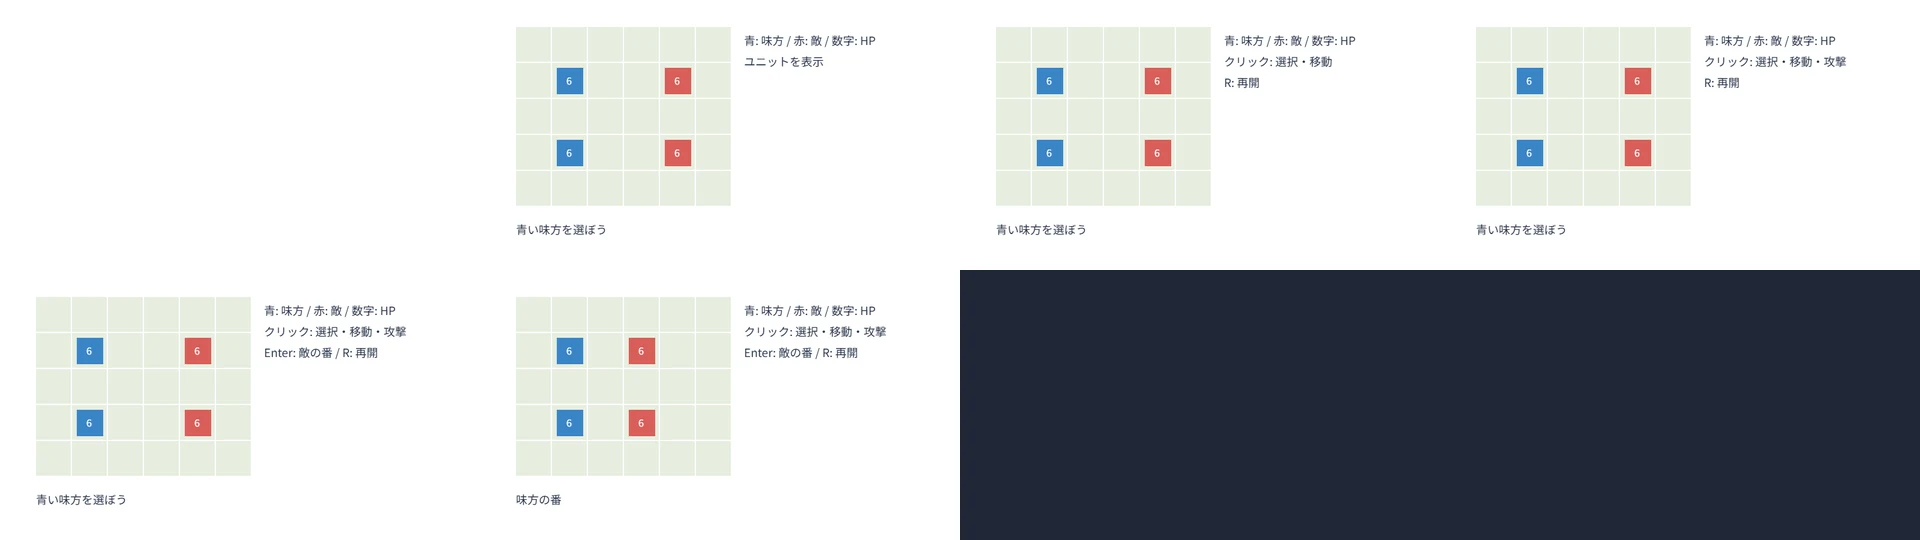 青: 味方 / 赤: 敵 / 数字: HP
ユニットを表示
6 6
6 6
青い味方を選ぼう
青: 味方 / 赤: 敵 / 数字: HP
クリック: 選択・移動
R: 再開
6 6
6 6
青い味方を選ぼう
青: 味方 / 赤: 敵 / 数字: HP
クリック: 選択・移動・攻撃
R: 再開
6 6
6 6
青い味方を選ぼう
青: 味方 / 赤: 敵 / 数字: HP
クリック: 選択・移動・攻撃
Enter: 敵の番 / R: 再開
6 6
6 6
青い味方を選ぼう
青: 味方 / 赤: 敵 / 数字: HP
クリック: 選択・移動・攻撃
Enter: 敵の番 / R: 再開
6 6
6 6
味方の番